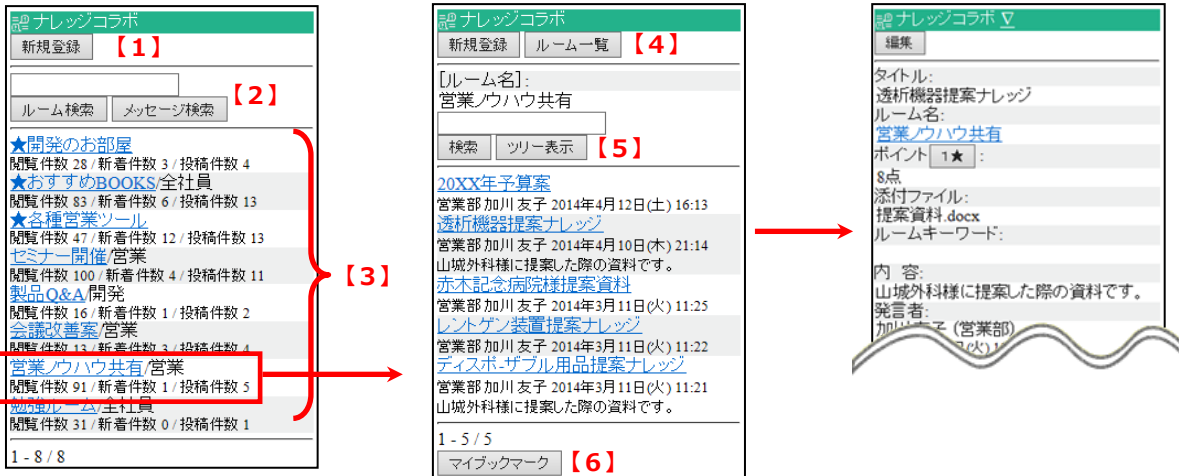 ナレッジコラボ
新規登録 【1】
【2】
ルーム検索 メッセージ検索
★開発のお部屋
閲覧件数 28 / 新着件数 3 / 投稿件数 4
★おすすめBOOKS/全社員
閲覧件数 83 / 新着件数 6 / 投稿件数 13
★各種営業ツール
閲覧件数 47 / 新着件数 12 / 投稿件数 13
セミナー開催/営業
閲覧件数 100 / 新着件数 4 / 投稿件数 11
【3】
製品Q&A/開発
閲覧件数 16 / 新着件数 1 / 投稿件数 2
会議改善案/営業
閲覧件数 13 / 新着件数 3 / 投稿件数 4
営業ノウハウ共有/営業
閲覧件数 91 / 新着件数 1 / 投稿件数 5
勉強ルーム/全社員
閲覧件数 31 / 新着件数 0 / 投稿件数 1
1 - 8 / 8
ナレッジコラボ
新規登録 ルーム一覧 【4】
[ルーム名] :
営業ノウハウ共有
検索 ツリー表示 【5】
20XX年予算案
営業部 加川 友子 2014年4月12日(土) 16:13
透析機器提案ナレッジ
営業部 加川 友子 2014年4月10日(木) 21:14
山城外科様に提案した際の資料です。
赤木記念病院様提案資料
営業部 加川 友子 2014年3月11日(火) 11:25
レントゲン装置提案ナレッジ
営業部 加川 友子 2014年3月11日(火) 11:22
ディスポ-ザブル用品提案ナレッジ
営業部 加川 友子 2014年3月11日(火) 11:21
山城外科様に提案した際の資料です。
1 - 5 / 5
マイブックマーク 【6】
ナレッジコラボ ▽
編集
タイトル:
透析機器提案ナレッジ
ルーム名:
営業ノウハウ共有
ポイント 1★ :
8点
添付ファイル:
提案資料.docx
ルームキーワード:
内 容:
山城外科様に提案した際の資料です。
発言者:
加川 友子 (営業部)